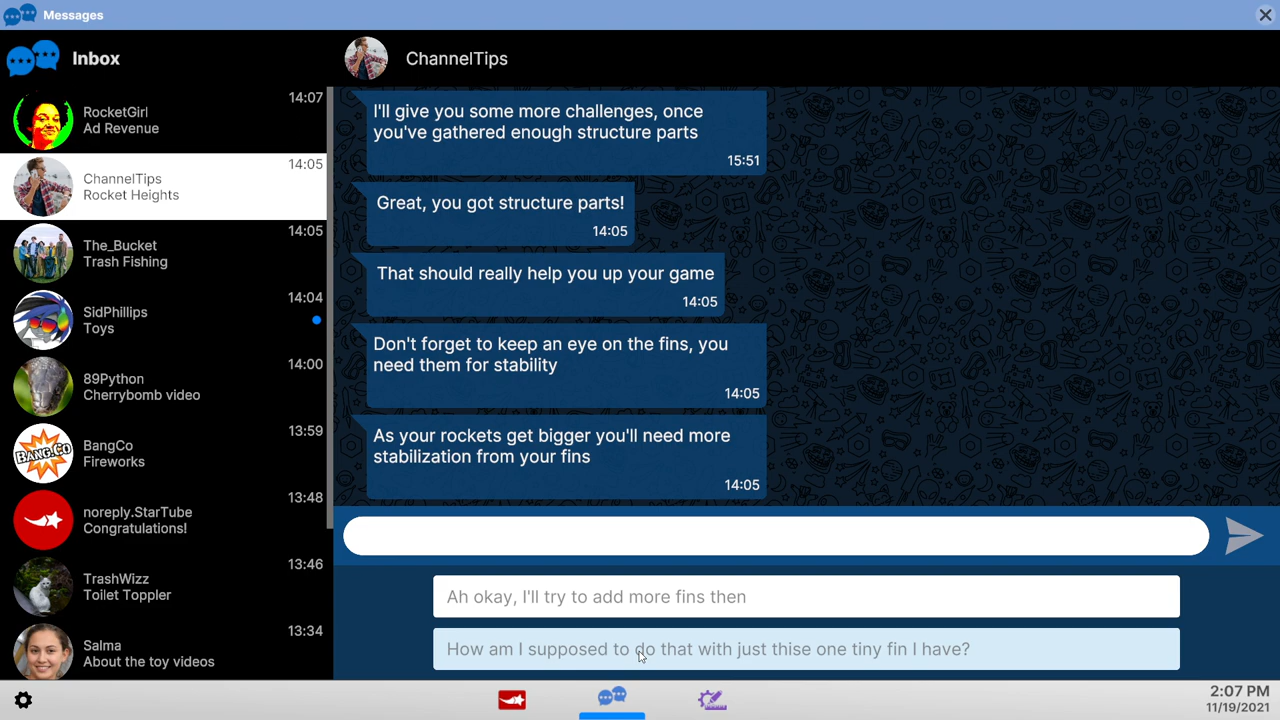 Messages
Inbox
ChannelTips
14:07
RocketGirl
Ad Revenue
14:05
ChannelTips
Rocket Heights
14:05
The_Bucket
Trash Fishing
14:04
SidPhillips
Toys
14:00
89Python
Cherrybomb video
13:59
BangCo
Fireworks
BANG.CO
13:48
noreply.StarTube
Congratulations!
13:46
TrashWizz
Toilet Toppler
13:34
Salma
About the toy videos
I'll give you some more challenges, once
you've gathered enough structure parts
15:51
Great, you got structure parts!
14:05
That should really help you up your game
14:05
Don't forget to keep an eye on the fins, you
need them for stability
14:05
As your rockets get bigger you'll need more
stabilization from your fins
14:05
Ah okay, I'll try to add more fins then
How am I supposed to do that with just thise one tiny fin I have?
2:07 PM
11/19/2021